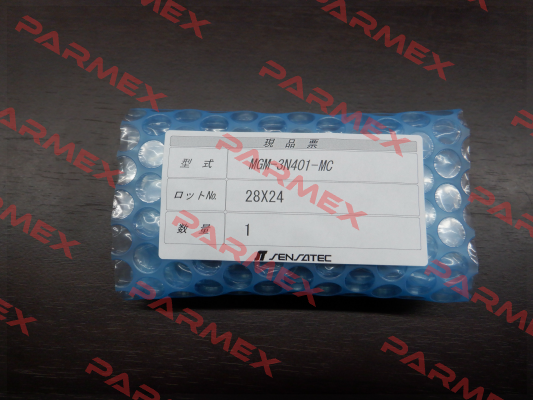 現品票
型式 MGM-3N401-MC
ロット№ 28X24
数量 1
SENSATEC
PARMEX
PARMEX
PARMEX
PARMEX
PARMEX
PARMEX
PARMEX